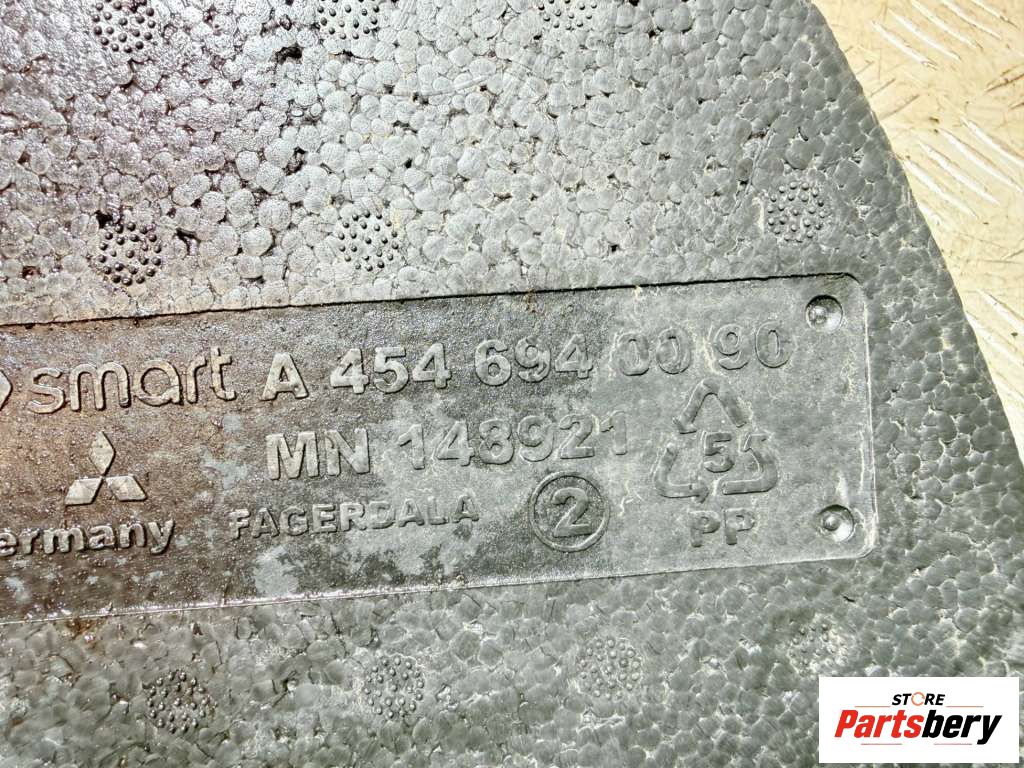 smart A 454 694 00 90
MN 148921
5
ermany FAGERDALA 2 PP
STORE
Partsbery